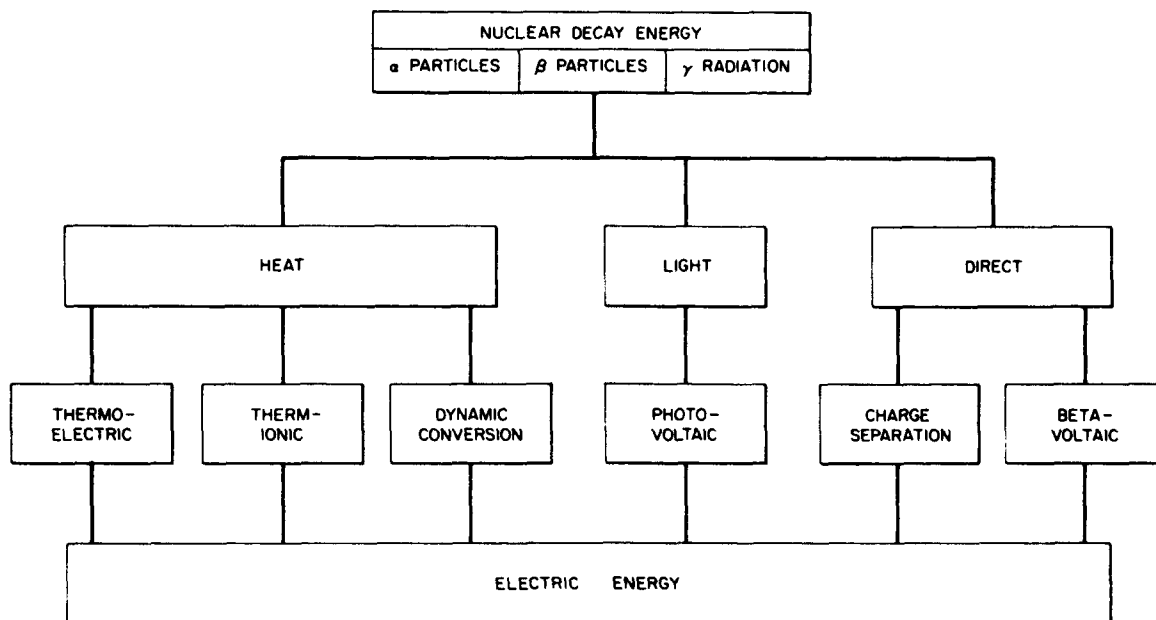 NUCLEAR DECAY ENERGY
α PARTICLES
β PARTICLES
γ RADIATION
HEAT
LIGHT
DIRECT
THERMO-
ELECTRIC
THERM-
IONIC
DYNAMIC
CONVERSION
PHOTO-
VOLTAIC
CHARGE
SEPARATION
BETA-
VOLTAIC
ELECTRIC ENERGY